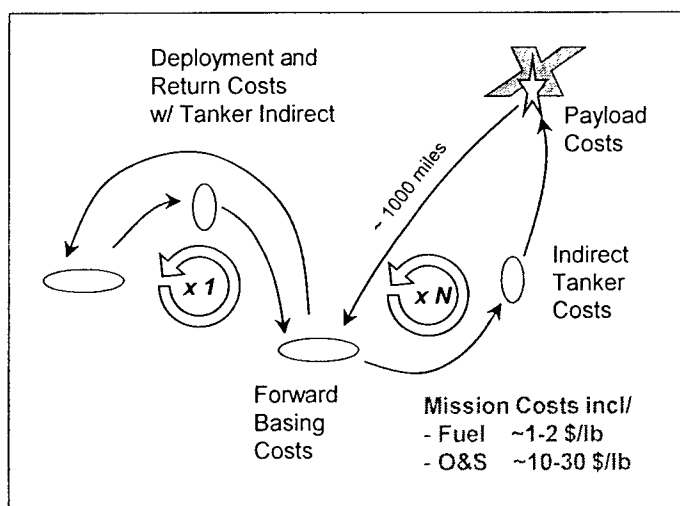 Deployment and
Return Costs
w/ Tanker Indirect
Payload
Costs
~ 1000 miles
x 1
x N
Indirect
Tanker
Costs
Forward
Basing
Costs
Mission Costs incl/
- Fuel ~1-2 $/lb
- O&S ~10-30 $/lb